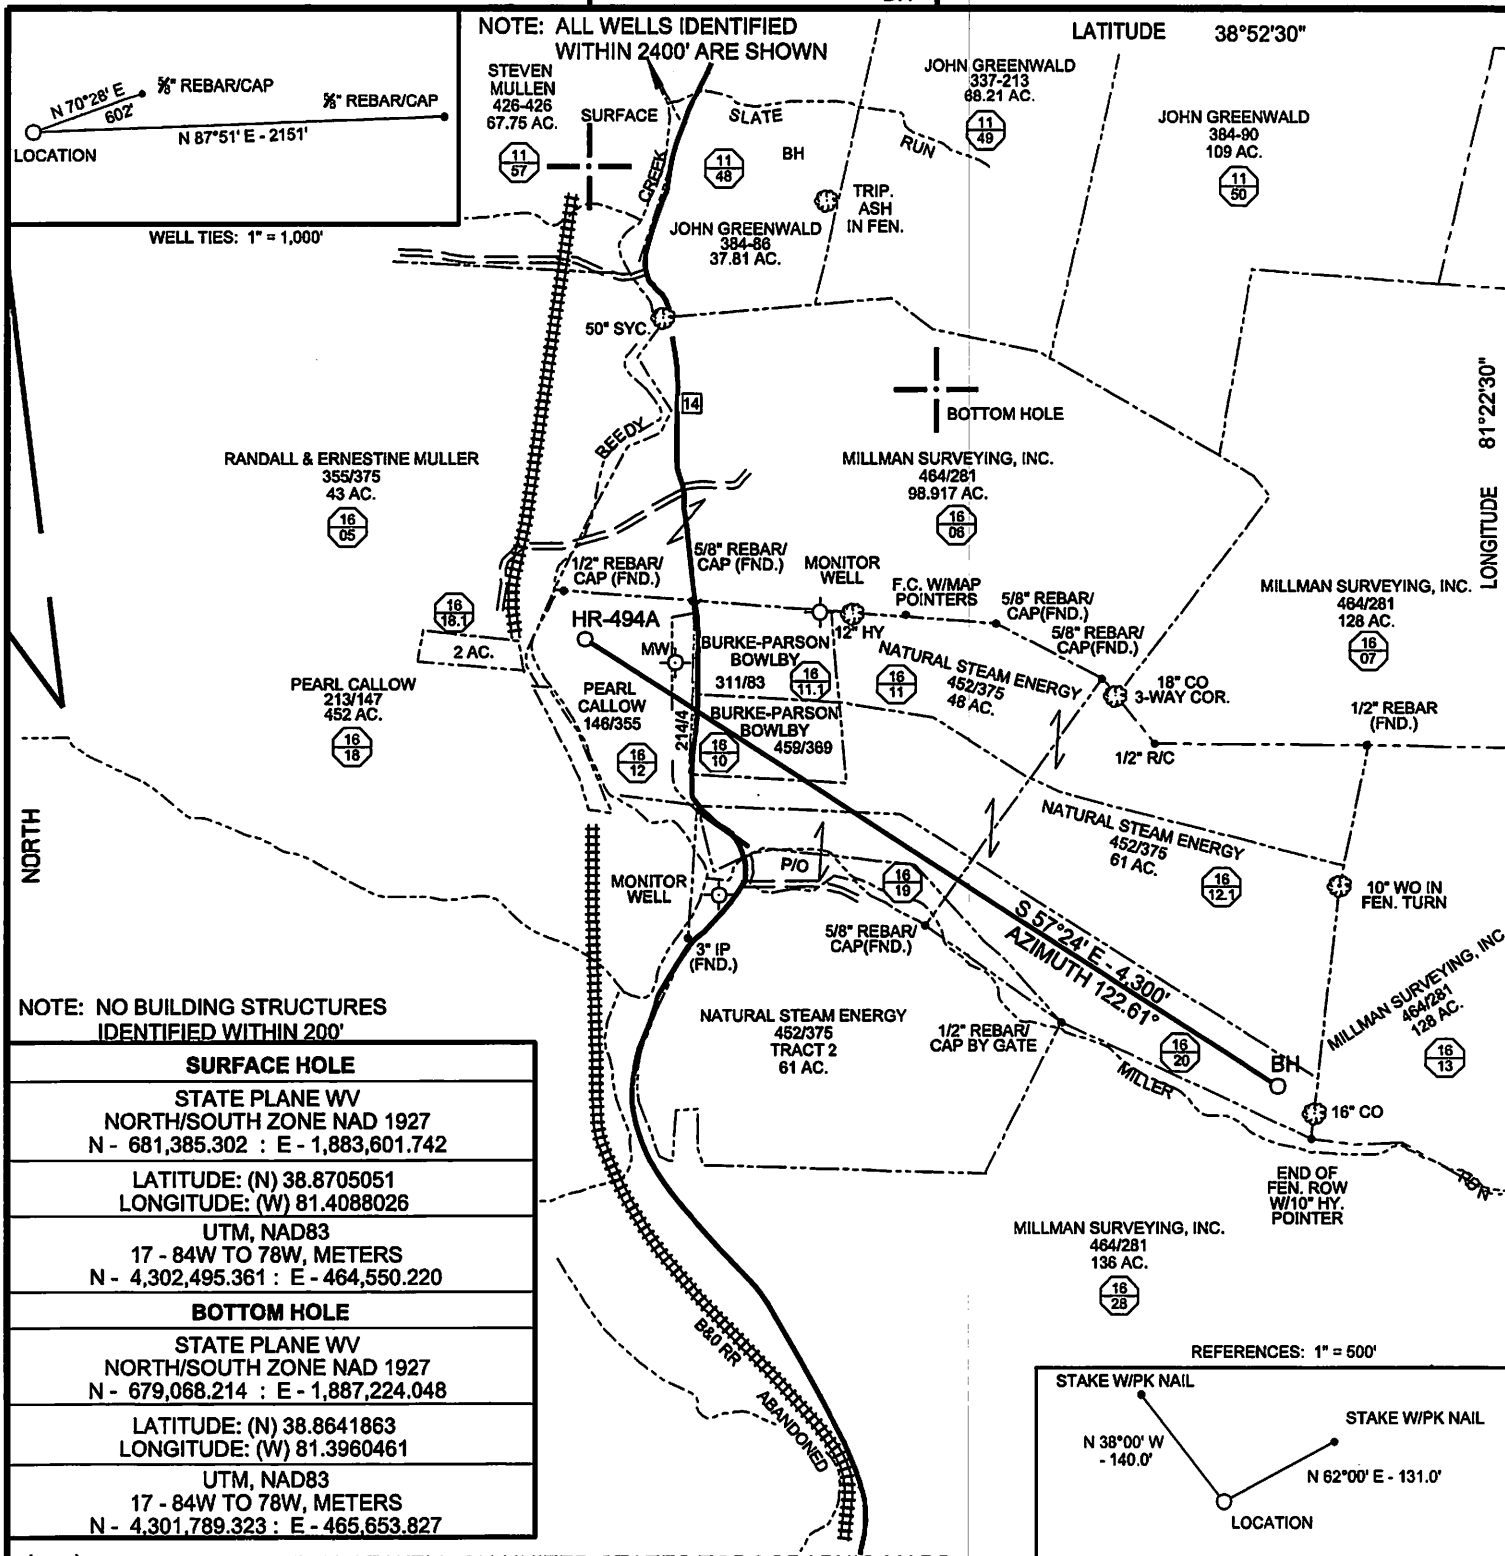 NOTE: ALL WELLS IDENTIFIED
WITHIN 2400' ARE SHOWN
LATITUDE 38°52'30"
N 70°28' E
602'
⅝" REBAR/CAP
⅝" REBAR/CAP
N 87°51' E - 2151'
LOCATION
WELL TIES: 1" = 1,000'
STEVEN
MULLEN
426-426
67.75 AC.
11
57
SURFACE
SLATE
RUN
BH
CREEK
11
48
JOHN GREENWALD
384-86
37.81 AC.
TRIP.
ASH
IN FEN.
JOHN GREENWALD
337-213
68.21 AC.
11
49
JOHN GREENWALD
384-90
109 AC.
11
50
50" SYC.
14
REEDY
BOTTOM HOLE
LONGITUDE 81°22'30"
RANDALL & ERNESTINE MULLER
355/375
43 AC.
16
05
MILLMAN SURVEYING, INC.
464/281
98.917 AC.
16
06
1/2" REBAR/
CAP (FND.)
5/8" REBAR/
CAP (FND.)
MONITOR
WELL
F.C. W/MAP
POINTERS
5/8" REBAR/
CAP(FND.)
5/8" REBAR/
CAP(FND.)
MILLMAN SURVEYING, INC.
464/281
128 AC.
16
07
16
18.1
2 AC.
HR-494A
MW
12" HY
BURKE-PARSON
BOWLBY
311/83
16
11.1
16
11
NATURAL STEAM ENERGY
452/375
48 AC.
18" CO
3-WAY COR.
1/2" REBAR
(FND.)
1/2" R/C
PEARL CALLOW
213/147
452 AC.
16
18
PEARL
CALLOW
146/355
16
12
214/4
BURKE-PARSON
BOWLBY
459/369
16
10
NORTH
NATURAL STEAM ENERGY
452/375
61 AC.
16
12.1
10" WO IN
FEN. TURN
MONITOR
WELL
P/O
16
19
3" IP
(FND.)
5/8" REBAR/
CAP(FND.)
S 57°24' E - 4,300'
AZIMUTH 122.61°
MILLMAN SURVEYING, INC
464/281
128 AC.
16
13
NOTE: NO BUILDING STRUCTURES
IDENTIFIED WITHIN 200'
NATURAL STEAM ENERGY
452/375
TRACT 2
61 AC.
1/2" REBAR/
CAP BY GATE
16
20
BH
MILLER
RUN
16" CO
END OF
FEN. ROW
W/10" HY.
POINTER
SURFACE HOLE
STATE PLANE WV
NORTH/SOUTH ZONE NAD 1927
N - 681,385.302 : E - 1,883,601.742
LATITUDE: (N) 38.8705051
LONGITUDE: (W) 81.4088026
UTM, NAD83
17 - 84W TO 78W, METERS
N - 4,302,495.361 : E - 464,550.220
BOTTOM HOLE
STATE PLANE WV
NORTH/SOUTH ZONE NAD 1927
N - 679,068.214 : E - 1,887,224.048
LATITUDE: (N) 38.8641863
LONGITUDE: (W) 81.3960461
UTM, NAD83
17 - 84W TO 78W, METERS
N - 4,301,789.323 : E - 465,653.827
B&0 RR
ABANDONED
MILLMAN SURVEYING, INC.
464/281
136 AC.
16
28
REFERENCES: 1" = 500'
STAKE W/PK NAIL
STAKE W/PK NAIL
N 38°00' W
- 140.0'
N 62°00' E - 131.0'
LOCATION